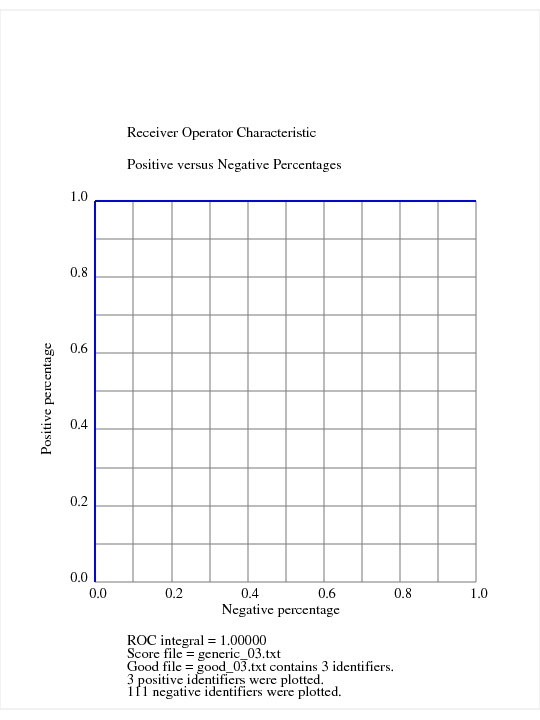 Receiver Operator Characteristic
Positive versus Negative Percentages
1.0
0.8
0.6
0.4
0.2
0.0
Positive percentage
0.0 0.2 0.4 0.6 0.8 1.0
Negative percentage
ROC integral = 1.00000
Score file = generic_03.txt
Good file = good_03.txt contains 3 identifiers.
3 positive identifiers were plotted.
111 negative identifiers were plotted.